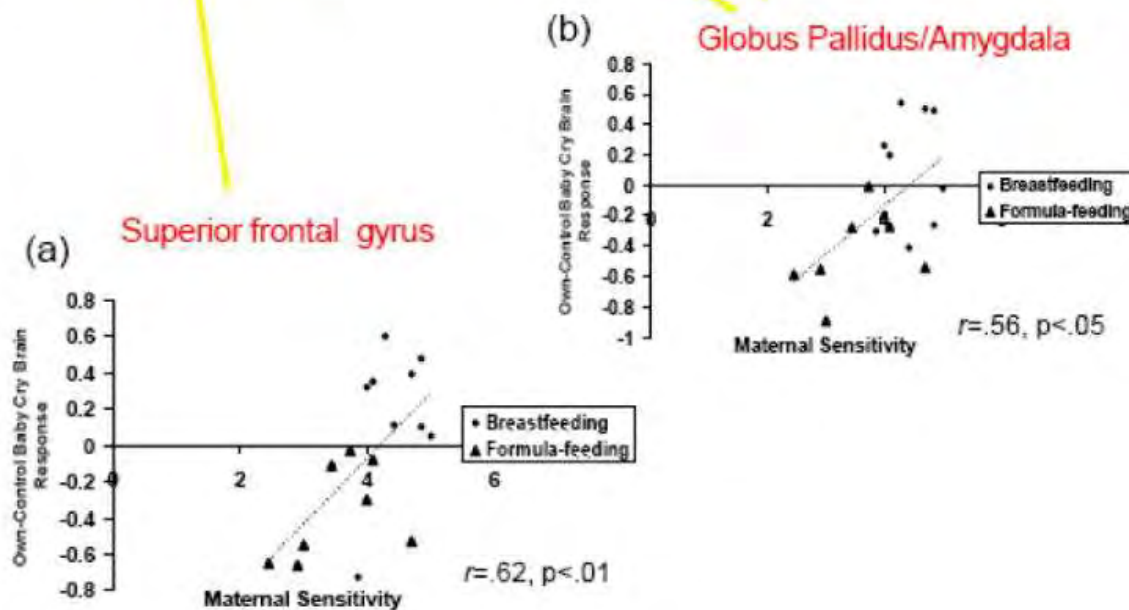 (b)
Globus Pallidus/Amygdala
Own-Control Baby Cry Brain
Response
0.8
0.6
0.4
0.2
0
-0.2
-0.4
-0.6
-0.8
-1
0
2
Breastfeeding
Formula-feeding
Maternal Sensitivity
r=.56, p<.05
Superior frontal gyrus
(a)
Own-Control Baby Cry Brain
Response
0.8
0.6
0.4
0.2
0
-0.2
-0.4
-0.6
-0.8
0
2
4
6
Breastfeeding
Formula-feeding
Maternal Sensitivity
r=.62, p<.01